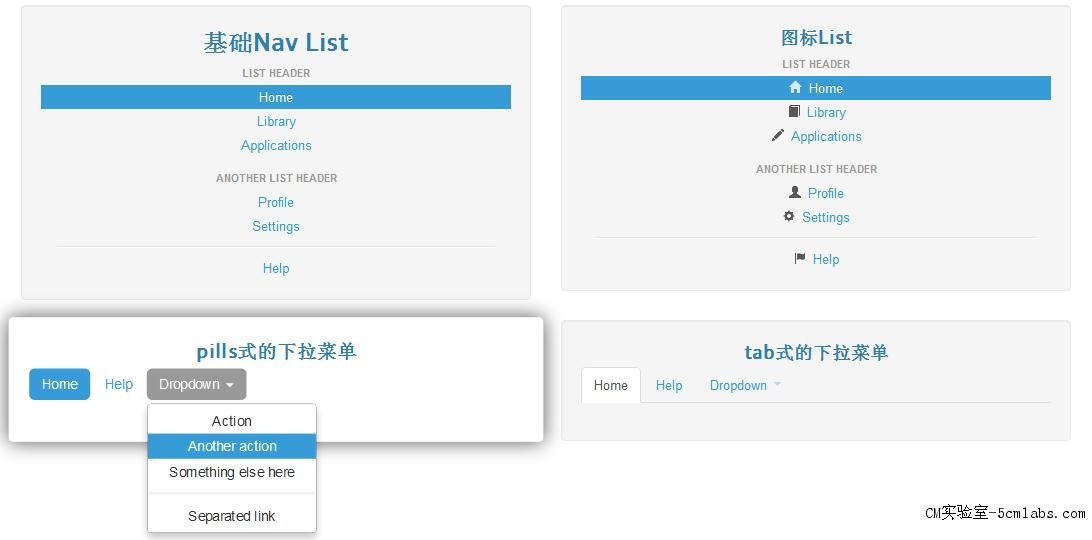 基础Nav List
LIST HEADER
Home
Library
Applications
ANOTHER LIST HEADER
Profile
Settings
Help
图标List
LIST HEADER
Home
Library
Applications
ANOTHER LIST HEADER
Profile
Settings
Help
pills式的下拉菜单
Home Help Dropdown
Action
Another action
Something else here
Separated link
tab式的下拉菜单
Home Help Dropdown
CM实验室-5cmlabs.com